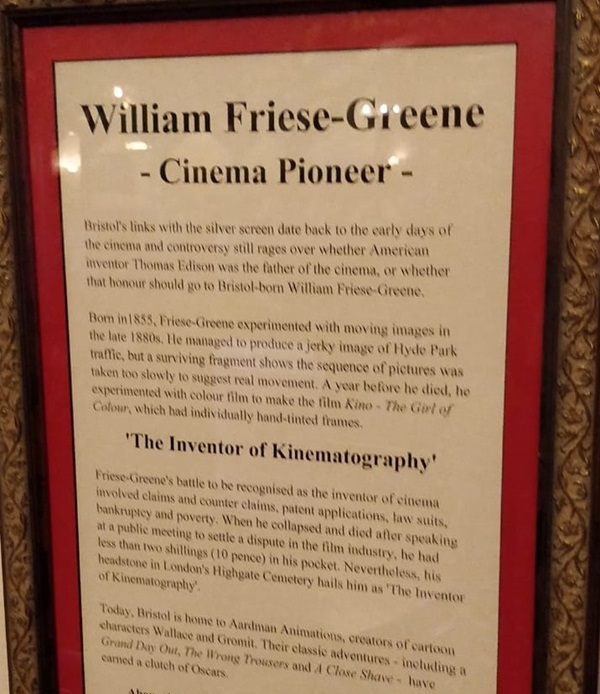 William Friese-Greene
- Cinema Pioneer -
Bristol's links with the silver screen date back to the early days of
the cinema and controversy still rages over whether American
inventor Thomas Edison was the father of the cinema, or whether
that honour should go to Bristol-born William Friese-Greene.
Born in1855, Friese-Greene experimented with moving images in
the late 1880s. He managed to produce a jerky image of Hyde Park
traffic, but a surviving fragment shows the sequence of pictures was
taken too slowly to suggest real movement. A year before he died, he
experimented with colour film to make the film Kino - The Girl of
Colour, which had individually hand-tinted frames.
'The Inventor of Kinematography'
Friese-Greene's battle to be recognised as the inventor of cinema
involved claims and counter claims, patent applications, law suits,
bankruptcy and poverty. When he collapsed and died after speaking
at a public meeting to settle a dispute in the film industry, he had
less than two shillings (10 pence) in his pocket. Nevertheless, his
headstone in London's Highgate Cemetery hails him as 'The Inventor
of Kinematography'.
Today, Bristol is home to Aardman Animations, creators of cartoon
characters Wallace and Gromit. Their classic adventures - including a
Grand Day Out, The Wrong Trousers and A Close Shave - have
earned a clutch of Oscars.